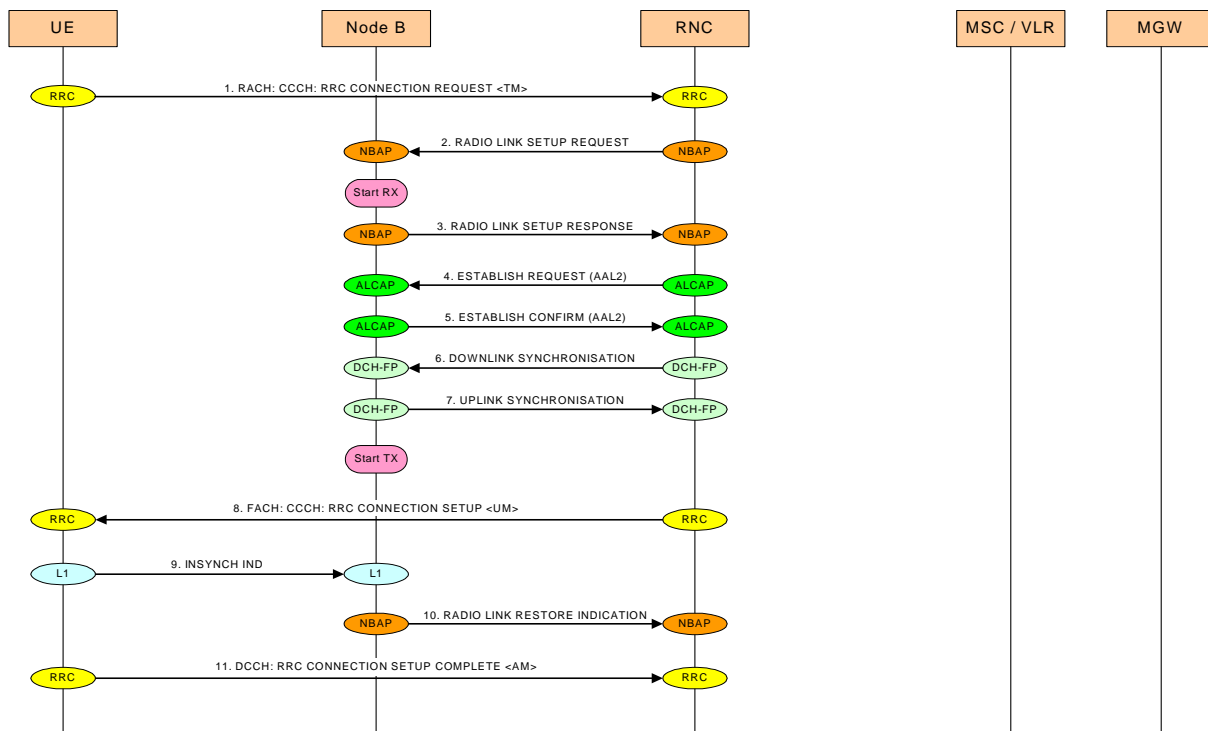 UE Node B RNC MSC / VLR MGW
1. RACH: CCCH: RRC CONNECTION REQUEST <TM>
RRC RRC
2. RADIO LINK SETUP REQUEST
NBAP NBAP
Start RX
3. RADIO LINK SETUP RESPONSE
NBAP NBAP
4. ESTABLISH REQUEST (AAL2)
ALCAP ALCAP
5. ESTABLISH CONFIRM (AAL2)
ALCAP ALCAP
6. DOWNLINK SYNCHRONISATION
DCH-FP DCH-FP
7. UPLINK SYNCHRONISATION
DCH-FP DCH-FP
Start TX
8. FACH: CCCH: RRC CONNECTION SETUP <UM>
RRC RRC
9. INSYNCH IND
L1 L1
10. RADIO LINK RESTORE INDICATION
NBAP NBAP
11. DCCH: RRC CONNECTION SETUP COMPLETE <AM>
RRC RRC